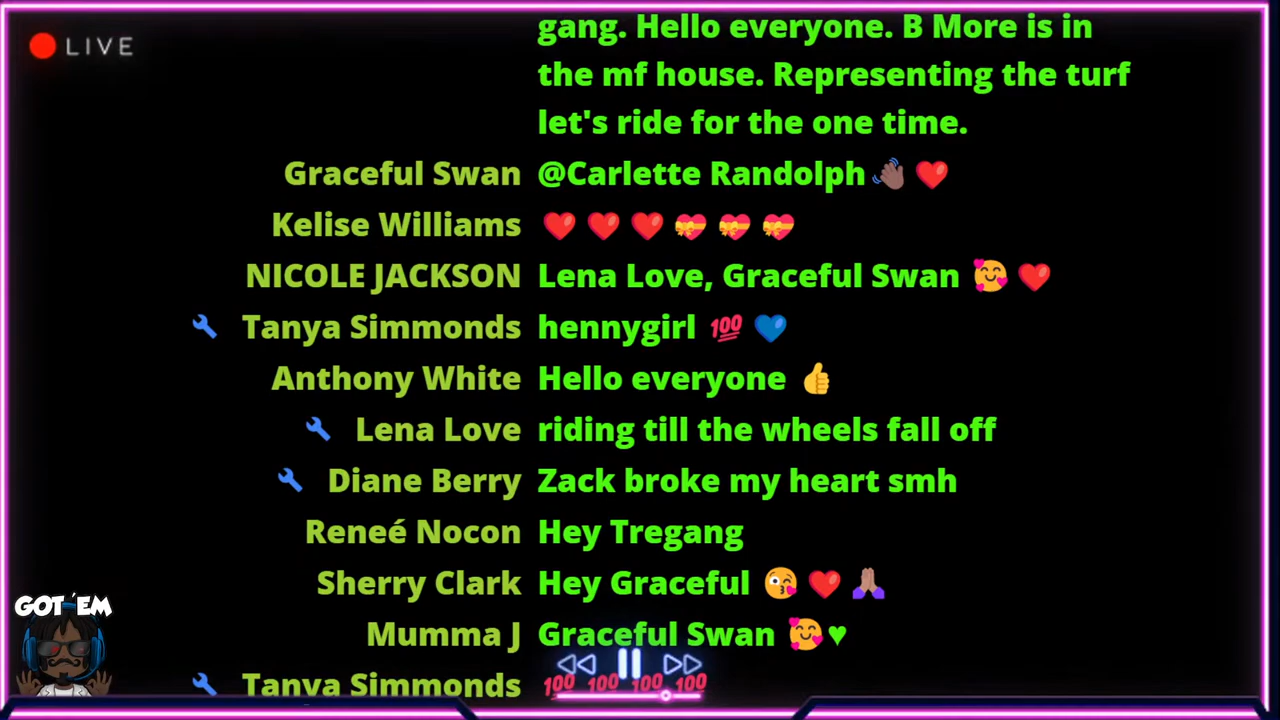 LIVE
gang. Hello everyone. B More is in
the mf house. Representing the turf
let's ride for the one time.
Graceful Swan @Carlette Randolph 👋🏾 ❤️
Kelise Williams ❤️ ❤️ ❤️ 💝 💝 💝
NICOLE JACKSON Lena Love, Graceful Swan 🥰 ❤️
Tanya Simmonds hennygirl 💯 💙
Anthony White Hello everyone 👍
Lena Love riding till the wheels fall off
Diane Berry Zack broke my heart smh
Reneé Nocon Hey Tregang
Sherry Clark Hey Graceful 😘 ❤️ 🙏🏽
Mumma J Graceful Swan 🥰 ♥
Tanya Simmonds 💯 💯 💯 💯
GOT 'EM